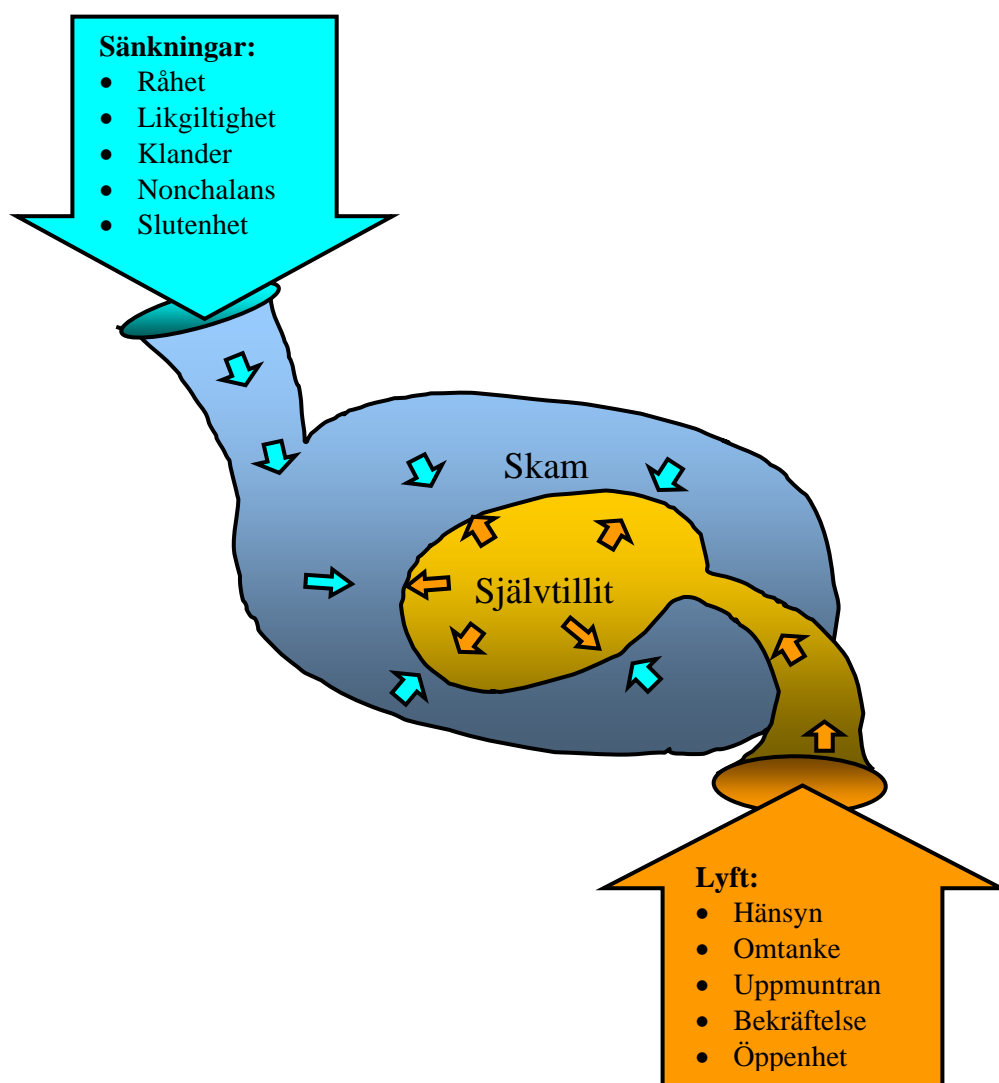 Sänkningar:
• Råhet
• Likgiltighet
• Klander
• Nonchalans
• Slutenhet
Skam
Självtillit
Lyft:
• Hänsyn
• Omtanke
• Uppmuntran
• Bekräftelse
• Öppenhet